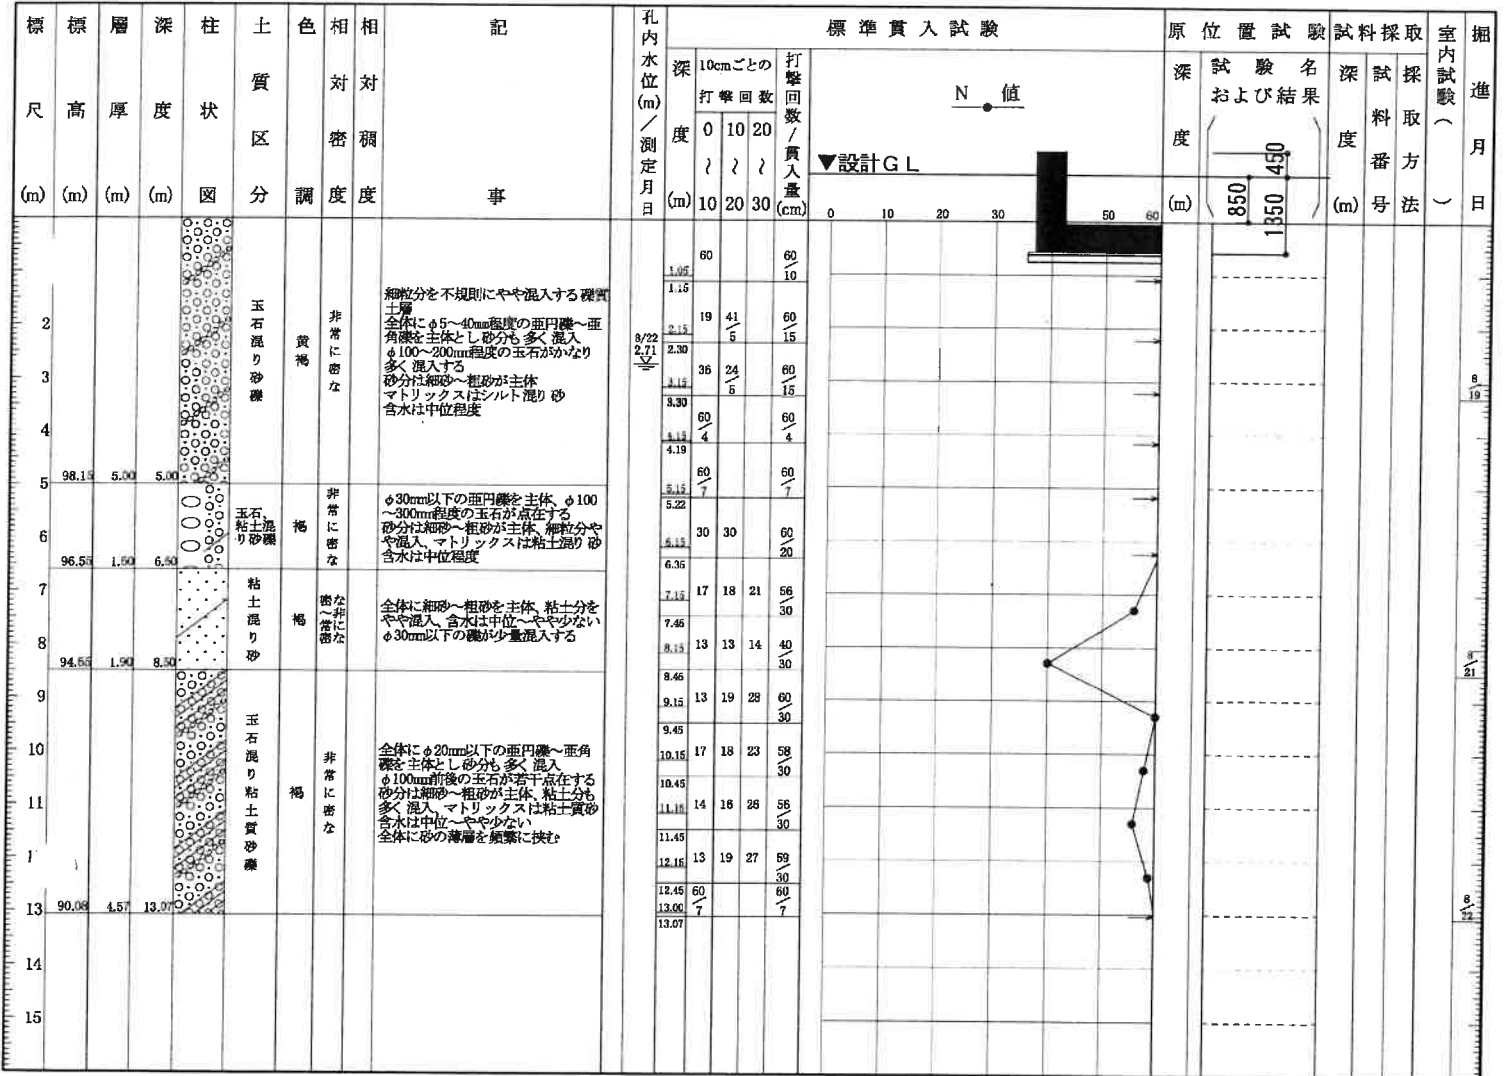 標尺(m)
標高(m)
層厚(m)
深度(m)
柱状図
土質区分
色調
相対密度
相対稠度
記事
孔内水位(m)/測定月日
標準貫入試験
深度(m)
10cmごとの
打撃回数
0〜10
10〜20
20〜30
打撃回数/貫入量(cm)
N 値
▼設計GL
0 10 20 30 50 60
原位置試験
深度(m)
試験名
および結果
850
1350
450
試料採取
深度(m)
試料番号
採取方法
室内試験( )
掘進月日
2
3
4
5
6
7
8
9
10
11
13
14
15
98.15 5.00 5.00
玉石混り砂礫
黄褐
非常に密な
細粒分を不規則にやや混入する礫質
土層
全体にφ5〜40mm程度の亜円礫〜亜
角礫を主体とし砂分も多く混入
φ100〜200mm程度の玉石がかなり
多く混入する
砂分は細砂〜粗砂が主体
マトリックスはシルト混り砂
含水は中位程度
96.55 1.60 6.60
玉石、
粘土混
り砂礫
褐
非常に密な
φ30mm以下の亜円礫を主体、φ100
〜300mm程度の玉石が点在する
砂分は細砂〜粗砂が主体、細粒分や
や混入、マトリックスは粘土混り砂
含水は中位程度
94.65 1.90 8.50
粘土混り砂
褐
密な〜非常に密な
全体に細砂〜粗砂を主体、粘土分を
やや混入、含水は中位〜やや少ない
φ30mm以下の礫が少量混入する
90.08 4.57 13.07
玉石混り粘土質砂礫
褐
非常に密な
全体にφ20mm以下の亜円礫〜亜角
礫を主体とし砂分も多く混入
φ100mm前後の玉石が若干点在する
砂分は細砂〜粗砂が主体、粘土分も
多く混入、マトリックスは粘土質砂
含水は中位〜やや少ない
全体に砂の薄層を頻繁に挟む
8/22
2.71
1.05 60 60/10
1.15
2.15 19 41/5 60/15
2.30
3.15 36 24/5 60/15
3.30
4.15 60/4 60/4
4.19
5.15 60/7 60/7
5.22
6.15 30 30 60/20
6.35
7.15 17 18 21 56/30
7.45
8.15 13 13 14 40/30
8.45
9.15 13 19 28 60/30
9.45
10.15 17 18 23 58/30
10.45
11.15 14 16 26 56/30
11.45
12.15 13 19 27 59/30
12.45
13.00 60/7 60/7
13.07
8/19
8/21
8/22